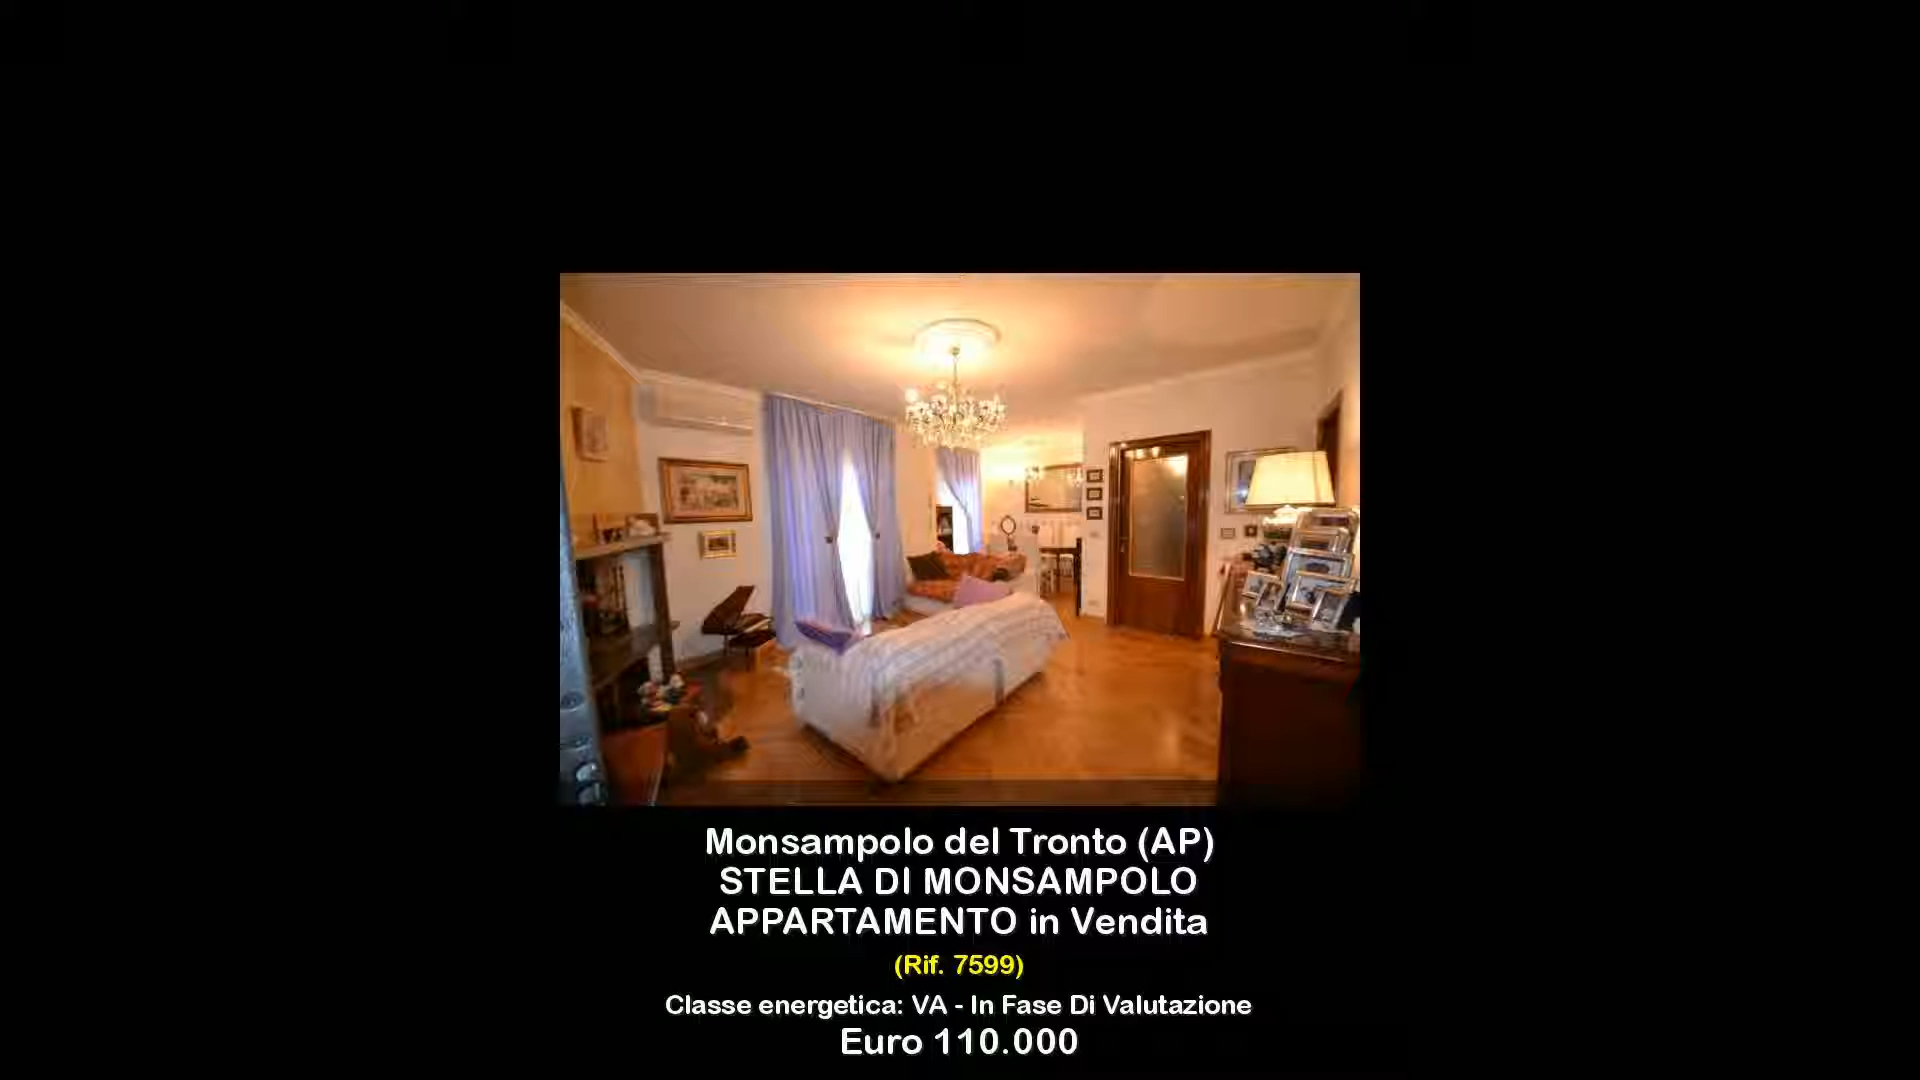 Monsampolo del Tronto (AP)
STELLA DI MONSAMPOLO
APPARTAMENTO in Vendita
(Rif. 7599)
Classe energetica: VA - In Fase Di Valutazione
Euro 110.000